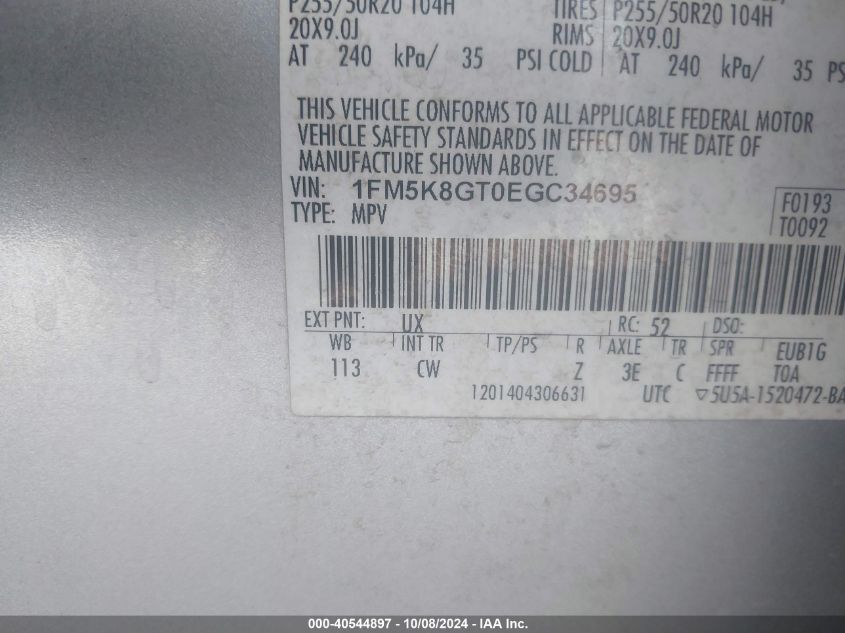 P255/50R20 104H TIRES P255/50R20 104H
20X9.0J RIMS 20X9.0J
AT 240 kPa/ 35 PSI COLD AT 240 kPa/ 35 PS
THIS VEHICLE CONFORMS TO ALL APPLICABLE FEDERAL MOTOR
VEHICLE SAFETY STANDARDS IN EFFECT ON THE DATE OF
MANUFACTURE SHOWN ABOVE.
VIN: 1FM5K8GT0EGC34695
TYPE: MPV
F0193
T0092
EXT PNT: UX RC: 52 DSO:
WB INT TR TP/PS R AXLE TR SPR EUB1G
113 CW Z 3E C FFFF TOA
1201404306631 UTC ▽5U5A-1520472-BA
000-40544897 - 10/08/2024 - IAA Inc.